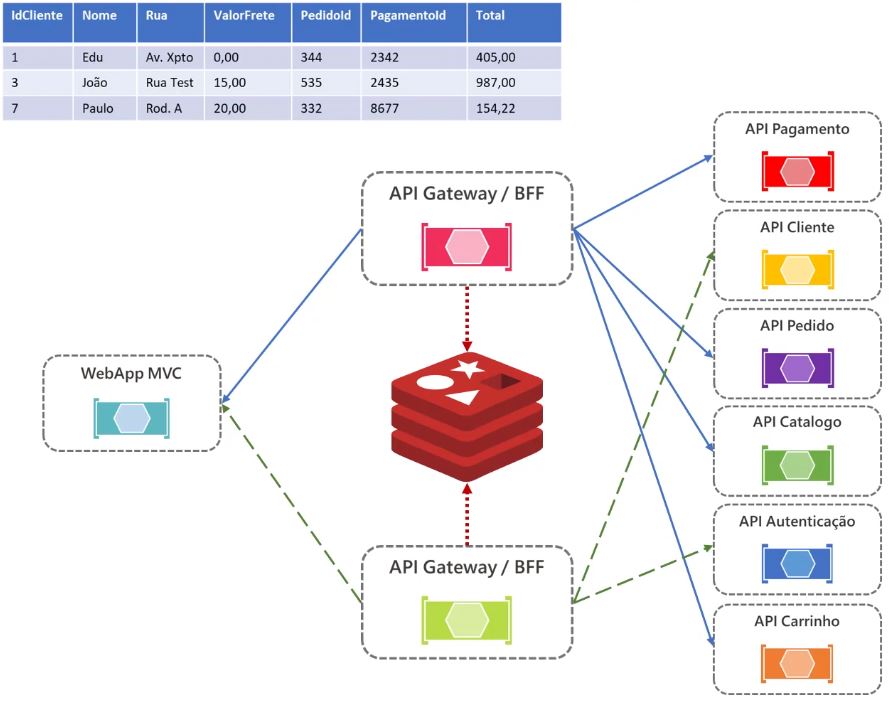 IdCliente Nome Rua ValorFrete PedidoId PagamentoId Total
1 Edu Av. Xpto 0,00 344 2342 405,00
3 João Rua Test 15,00 535 2435 987,00
7 Paulo Rod. A 20,00 332 8677 154,22
API Pagamento
API Gateway / BFF
API Cliente
API Pedido
WebApp MVC
API Catalogo
API Autenticação
API Gateway / BFF
API Carrinho